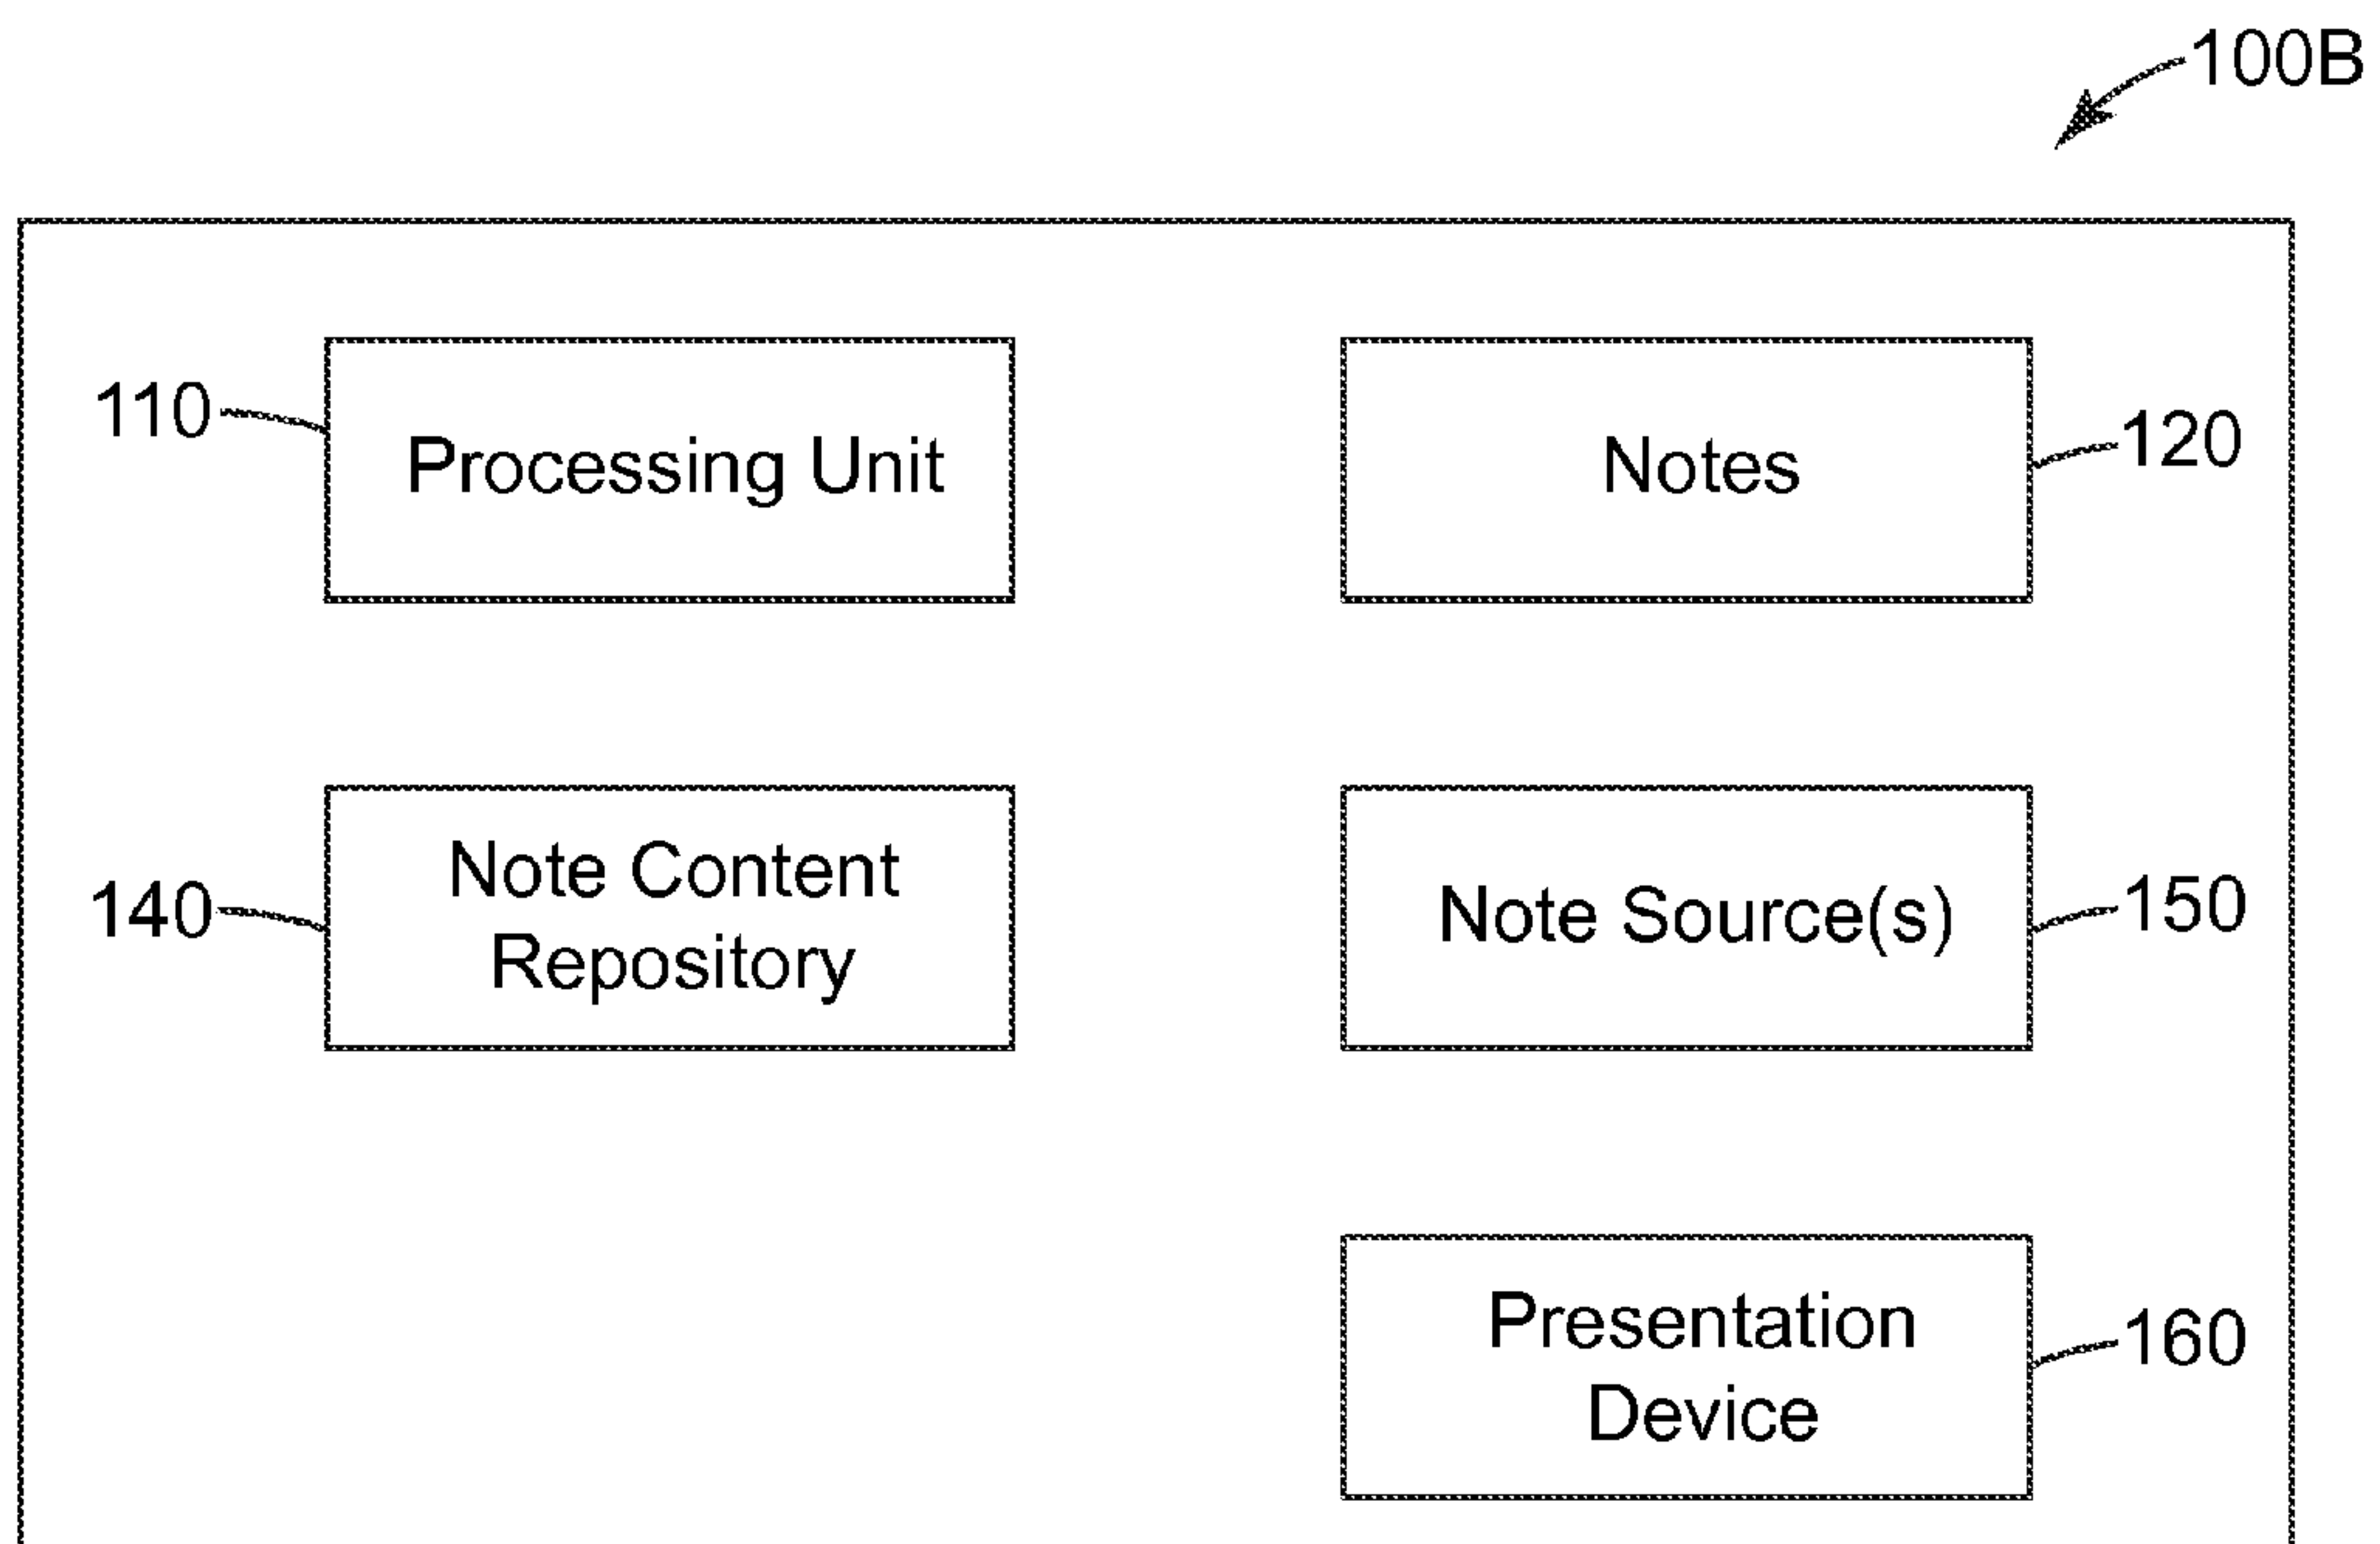 100B
110
Processing Unit
Notes
120
140
Note Content
Repository
Note Source(s)
150
Presentation
Device
160